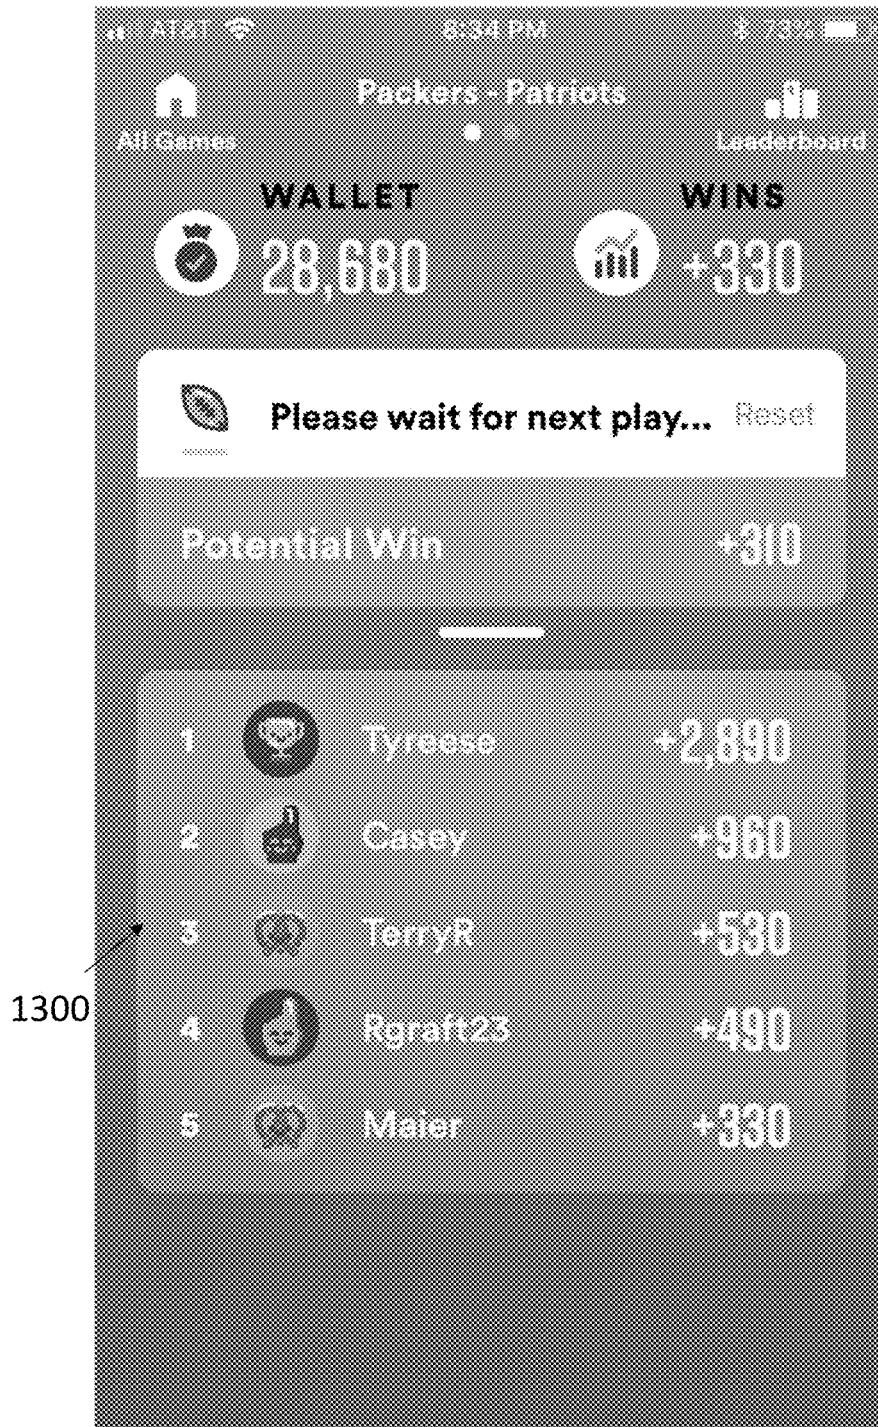 AT&T 8:34 PM 73%
Packers - Patriots
All Games Leaderboard
WALLET WINS
28,680 +330
Please wait for next play... Reset
Potential Win +310
1 Tyreese +2,890
2 Casey +960
3 TerryR +530
1300
4 Rgraft23 +490
5 Maier +330